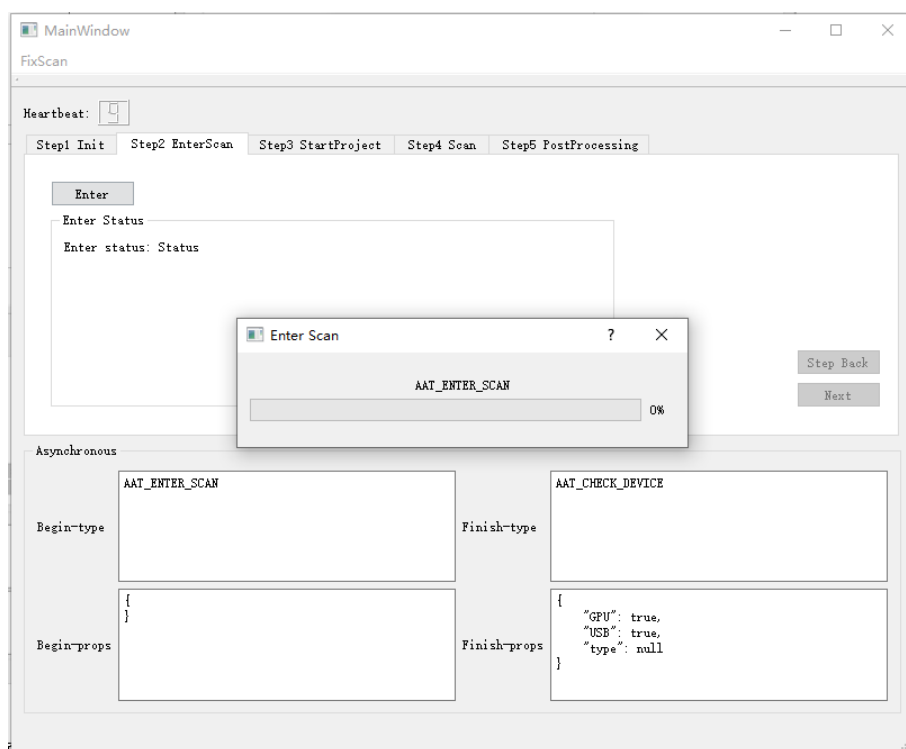 MainWindow
FixScan
Heartbeat: 9
Step1 Init Step2 EnterScan Step3 StartProject Step4 Scan Step5 PostProcessing
Enter
Enter Status
Enter status: Status
Enter Scan ?
AAT_ENTER_SCAN
0%
Step Back
Next
Asynchronous
Begin-type
AAT_ENTER_SCAN
Finish-type
AAT_CHECK_DEVICE
Begin-props
{
}
Finish-props
{
"GPU": true,
"USB": true,
"type": null
}